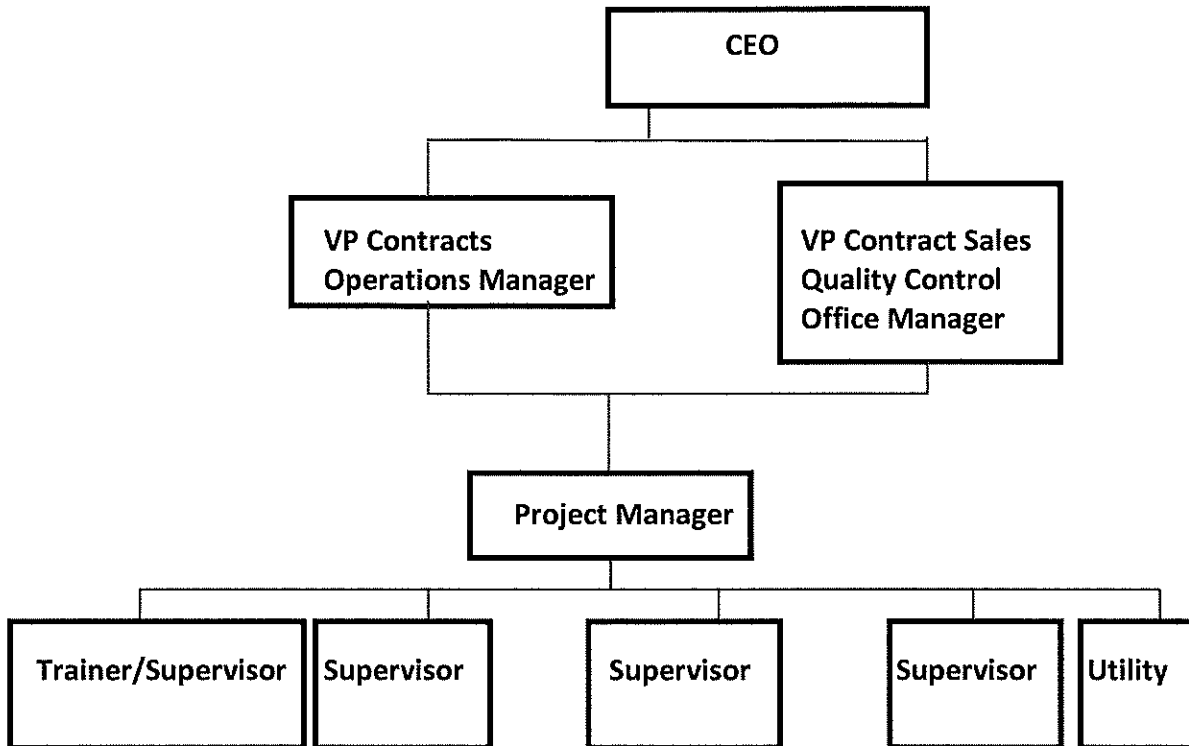 CEO
VP Contracts
Operations Manager
VP Contract Sales
Quality Control
Office Manager
Project Manager
Trainer/Supervisor
Supervisor
Supervisor
Supervisor
Utility